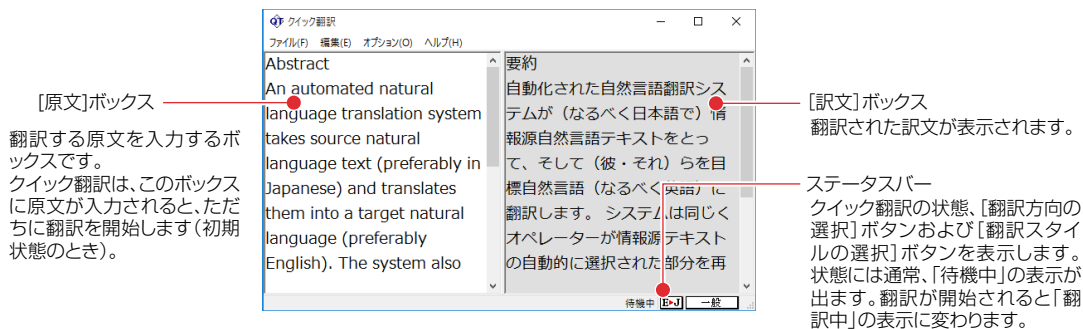 QT クイック翻訳
ファイル(F) 編集(E) オプション(O) ヘルプ(H)
Abstract
An automated natural
language translation system
takes source natural
language text (preferably in
Japanese) and translates
them into a target natural
language (preferably
English). The system also
要約
自動化された自然言語翻訳シス
テムが（なるべく日本語で）情
報源自然言語テキストをとっ
て、そして（彼・それ）らを目
標自然言語（なるべく英語）に
翻訳します。 システムは同じく
オペレーターが情報源テキスト
の自動的に選択された部分を再
待機中 E▶J 一般
[原文]ボックス
翻訳する原文を入力するボ
ックスです。
クイック翻訳は、このボックス
に原文が入力されると、ただ
ちに翻訳を開始します（初期
状態のとき）。
[訳文]ボックス
翻訳された訳文が表示されます。
ステータスバー
クイック翻訳の状態、[翻訳方向の
選択]ボタンおよび[翻訳スタイ
ルの選択]ボタンを表示します。
状態には通常、「待機中」の表示が
出ます。翻訳が開始されると「翻
訳中」の表示に変わります。